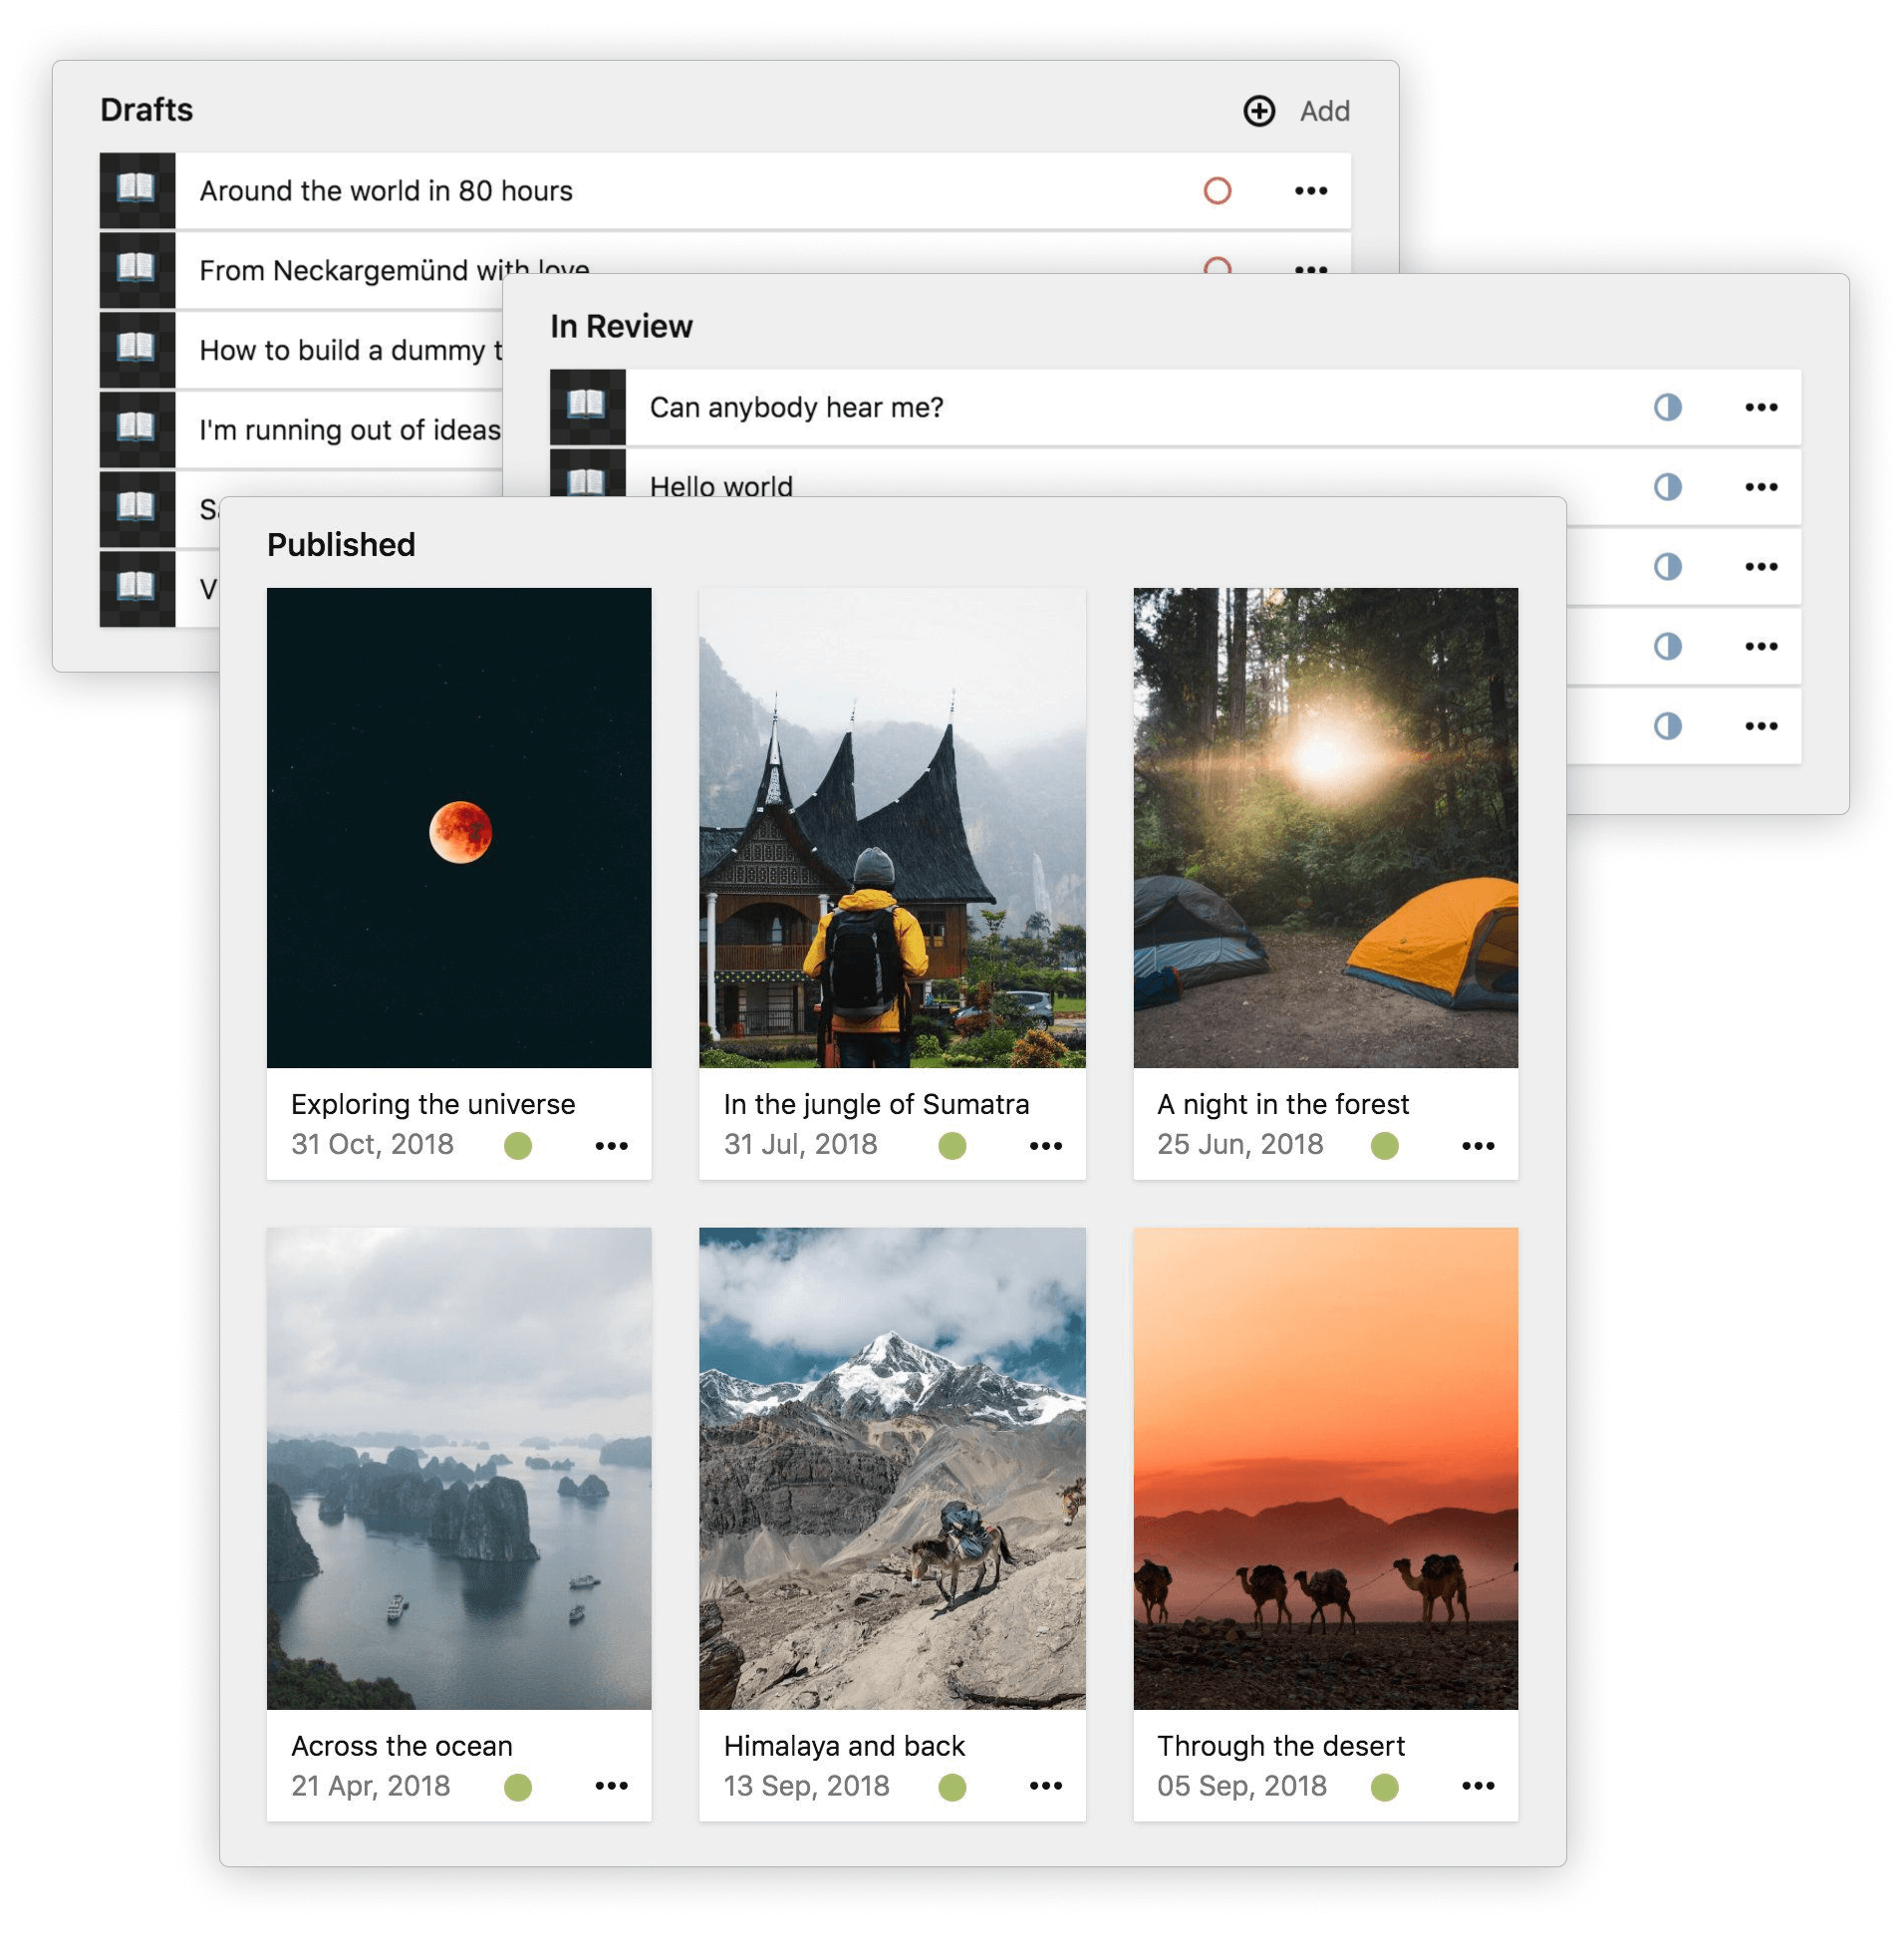 Drafts
Add
Around the world in 80 hours
From Neckargemünd with love
How to build a dummy
I'm running out of ideas
In Review
Can anybody hear me?
Hello world
Published
Exploring the universe
31 Oct, 2018
In the jungle of Sumatra
31 Jul, 2018
A night in the forest
25 Jun, 2018
Across the ocean
21 Apr, 2018
Himalaya and back
13 Sep, 2018
Through the desert
05 Sep, 2018